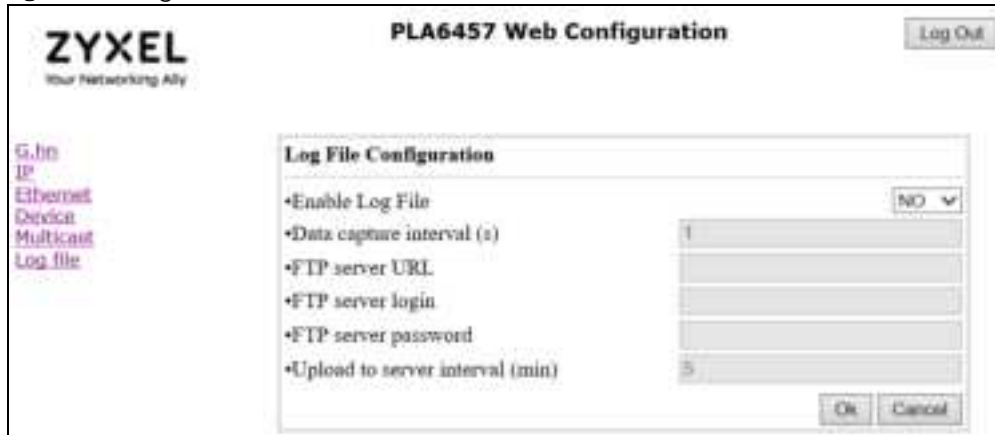 ZYXEL
Your Networking Ally
PLA6457 Web Configuration
Log Out
G.hn
IP
Ethernet
Device
Multicast
Log file
Log File Configuration
•Enable Log File NO
•Data capture interval (s) 1
•FTP server URL
•FTP server login
•FTP server password
•Upload to server interval (min) 5
Ok Cancel